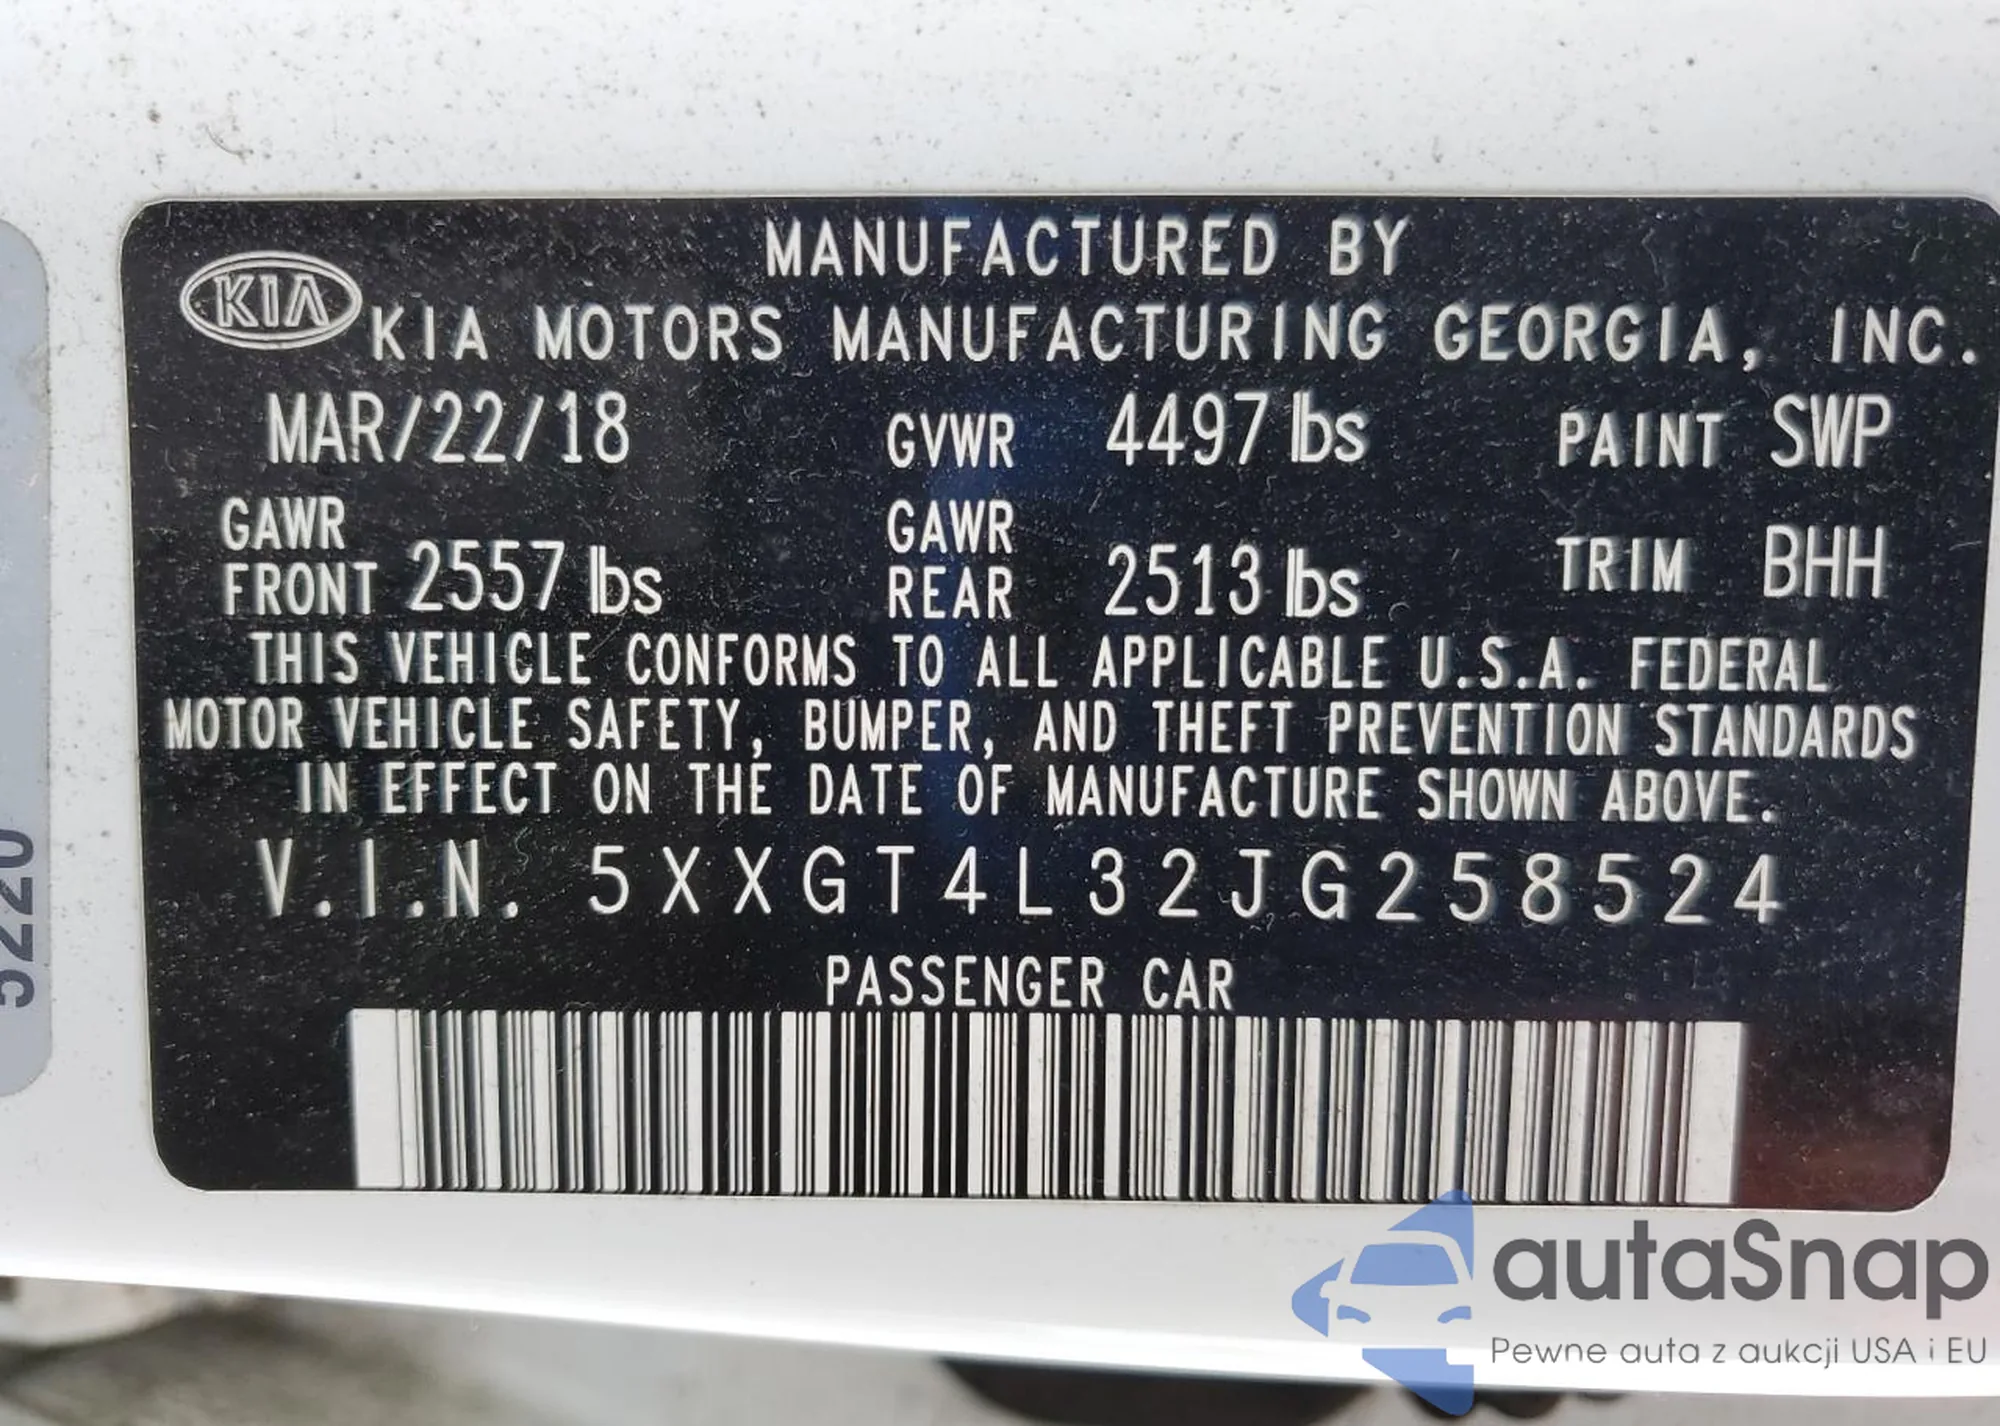 MANUFACTURED BY
KIA KIA MOTORS MANUFACTURING GEORGIA, INC.
MAR/22/18 GVWR 4497 lbs PAINT SWP
GAWR FRONT 2557 lbs GAWR REAR 2513 lbs TRIM BHH
THIS VEHICLE CONFORMS TO ALL APPLICABLE U.S.A. FEDERAL
MOTOR VEHICLE SAFETY, BUMPER, AND THEFT PREVENTION STANDARDS
IN EFFECT ON THE DATE OF MANUFACTURE SHOWN ABOVE.
V.I.N. 5XXGT4L32JG258524
PASSENGER CAR
52220
autaSnap
Pewne auta z aukcji USA i EU